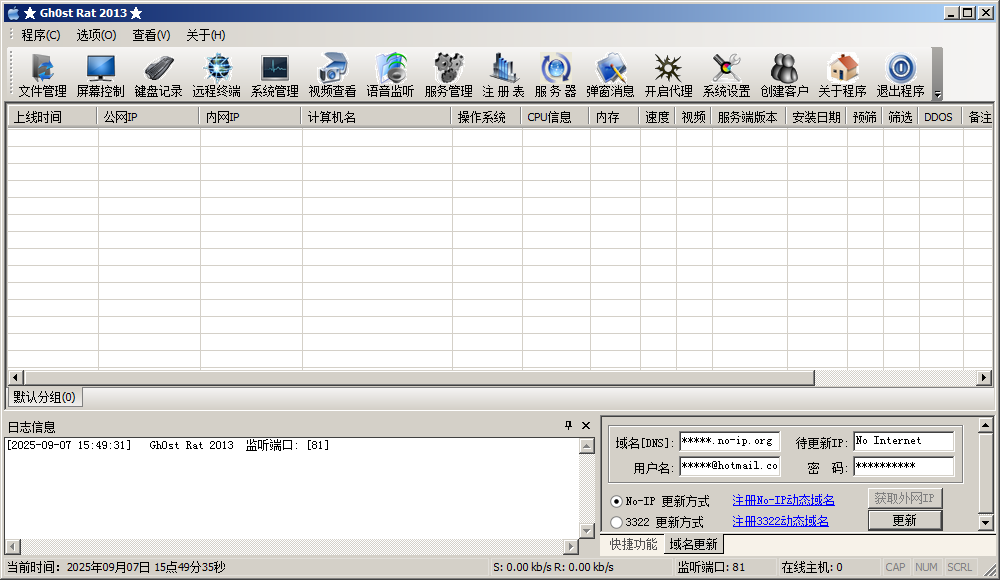 ★ Gh0st Rat 2013 ★
程序(C) 选项(O) 查看(V) 关于(H)
文件管理 屏幕控制 键盘记录 远程终端 系统管理 视频查看 语音监听 服务管理 注 册 表 服 务 器 弹窗消息 开启代理 系统设置 创建客户 关于程序 退出程序
上线时间 公网IP 内网IP 计算机名 操作系统 CPU信息 内存 速度 视频 服务端版本 安装日期 预筛 筛选 DDOS 备注
默认分组(0)
日志信息
[2025-09-07 15:49:31] Gh0st Rat 2013 监听端口: [81]
域名[DNS]: *****.no-ip.org 待更新IP: No Internet
用户名: *****@hotmail.co 密 码: **********
No-IP 更新方式 注册No-IP动态域名 获取外网IP
3322 更新方式 注册3322动态域名 更新
快捷功能 域名更新
当前时间: 2025年09月07日 15点49分35秒 S: 0.00 kb/s R: 0.00 kb/s 监听端口: 81 在线主机: 0 CAP NUM SCRL